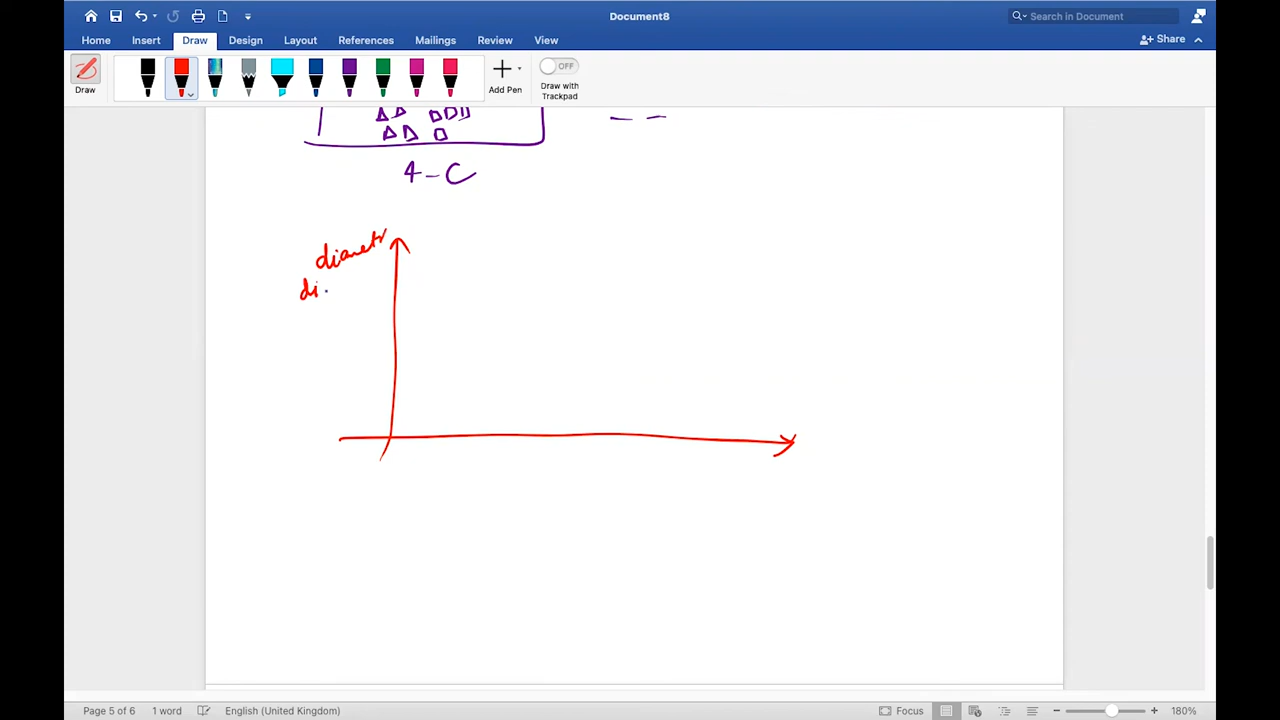 Document8
Search in Document
Home Insert Draw Design Layout References Mailings Review View
Share
Draw
Add Pen
OFF
Draw with
Trackpad
4-C
diametr
di
Page 5 of 6
1 word
English (United Kingdom)
Focus
180%